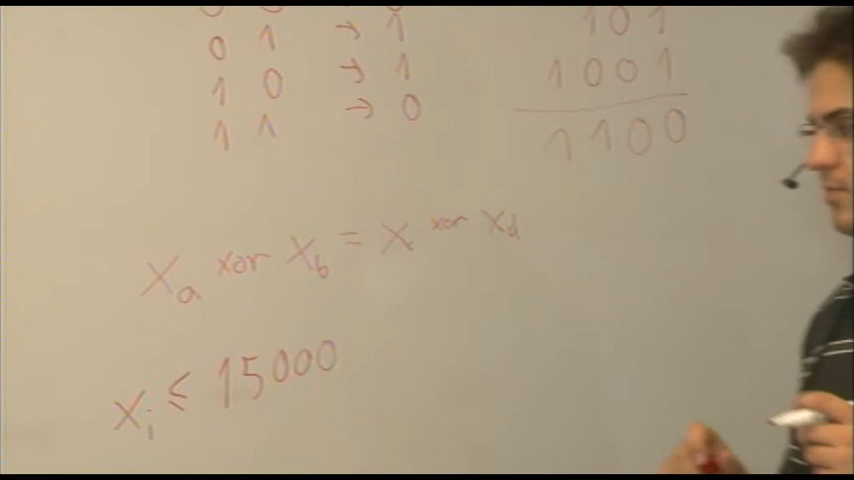 0 1 → 1 101
1 0 → 1 1001
1 1 → 0 1100
Xa xor Xb = Xc xor Xd
Xi ≤ 15000